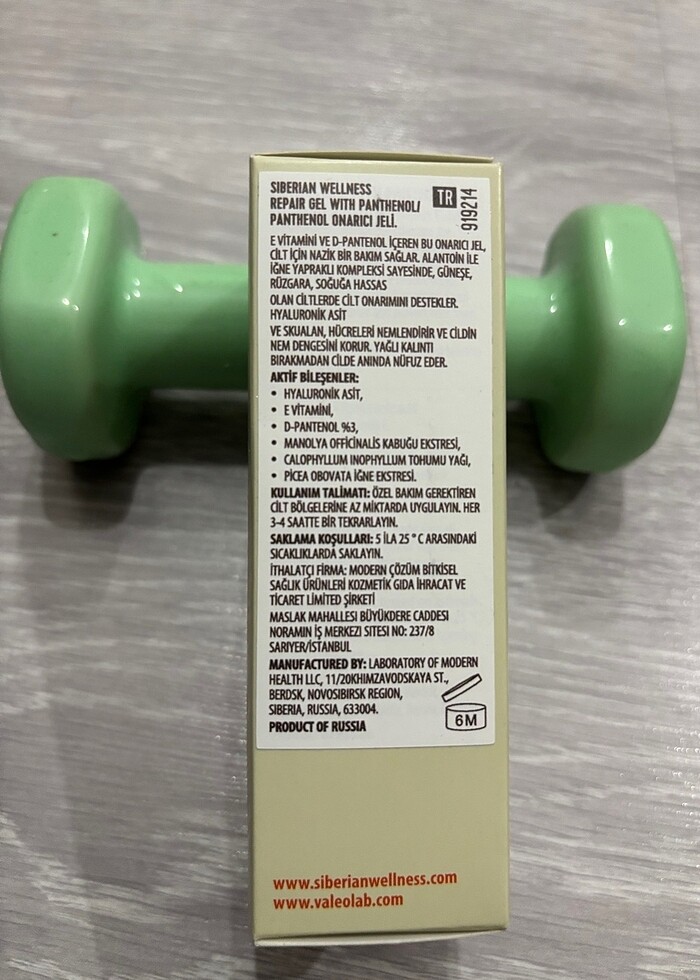 SIBERIAN WELLNESS
REPAIR GEL WITH PANTHENOL/
PANTHENOL ONARICI JELİ.
TR
919214
E VİTAMİNİ VE D-PANTENOL İÇEREN BU ONARICI JEL,
CİLT İÇİN NAZİK BİR BAKIM SAĞLAR. ALANTOİN İLE
İĞNE YAPRAKLI KOMPLEKSİ SAYESİNDE, GÜNEŞE,
RÜZGARA, SOĞUĞA HASSAS
OLAN CİLTLERDE CİLT ONARIMINI DESTEKLER.
HYALURONİK ASİT
VE SKUALAN, HÜCRELERİ NEMLENDİRİR VE CİLDİN
NEM DENGESİNİ KORUR. YAĞLI KALINTI
BIRAKMADAN CİLDE ANINDA NÜFUZ EDER.
AKTİF BİLEŞENLER:
• HYALURONİK ASİT,
• E VİTAMİNİ,
• D-PANTENOL %3,
• MANOLYA OFFİCİNALİS KABUĞU EKSTRESİ,
• CALOPHYLLUM INOPHYLLUM TOHUMU YAĞI,
• PİCEA OBOVATA İĞNE EKSTRESİ.
KULLANIM TALİMATI: ÖZEL BAKIM GEREKTİREN
CİLT BÖLGELERİNE AZ MİKTARDA UYGULAYIN. HER
3-4 SAATTE BİR TEKRARLAYIN.
SAKLAMA KOŞULLARI: 5 İLA 25 °C ARASINDAKİ
SICAKLIKLARDA SAKLAYIN.
İTHALATÇI FİRMA: MODERN ÇÖZÜM BİTKİSEL
SAĞLIK ÜRÜNLERİ KOZMETİK GIDA İHRACAT VE
TİCARET LİMİTED ŞİRKETİ
MASLAK MAHALLESI BÜYÜKDERE CADDESI
NORAMIN İŞ MERKEZI SITESI NO: 237/8
SARIYER/İSTANBUL
MANUFACTURED BY: LABORATORY OF MODERN
HEALTH LLC, 11/20KHIMZAVODSKAYA ST.,
BERDSK, NOVOSIBIRSK REGION,
SIBERIA, RUSSIA, 633004.
PRODUCT OF RUSSIA
6M
www.siberianwellness.com
www.valeolab.com